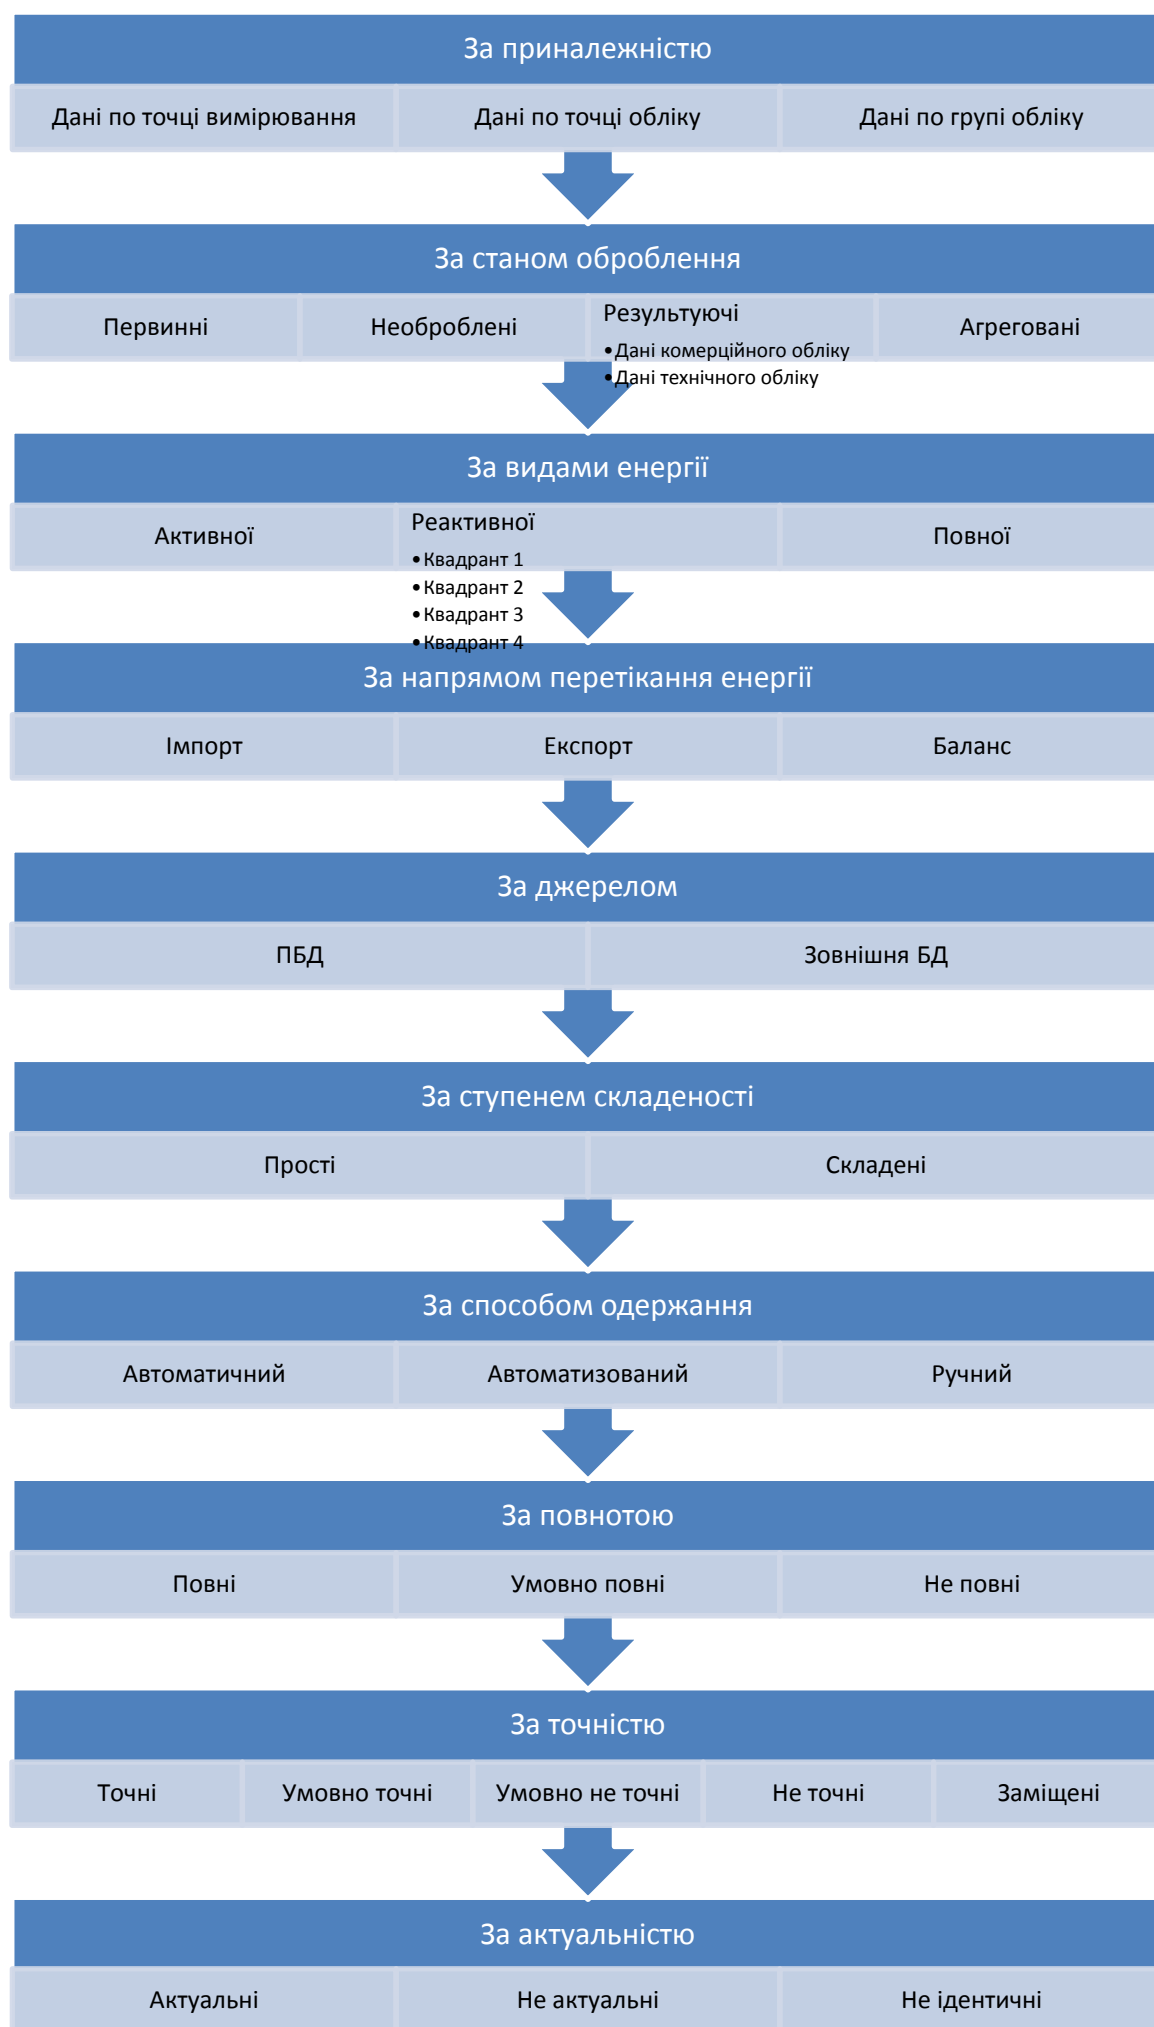 За приналежністю
Дані по точці вимірювання
Дані по точці обліку
Дані по групі обліку
За станом оброблення
Первинні
Необроблені
Результуючі
•Дані комерційного обліку
•Дані технічного обліку
Агреговані
За видами енергії
Активної
Реактивної
•Квадрант 1
•Квадрант 2
•Квадрант 3
•Квадрант 4
Повної
За напрямом перетікання енергії
Імпорт
Експорт
Баланс
За джерелом
ПБД
Зовнішня БД
За ступенем складеності
Прості
Складені
За способом одержання
Автоматичний
Автоматизований
Ручний
За повнотою
Повні
Умовно повні
Не повні
За точністю
Точні
Умовно точні
Умовно не точні
Не точні
Заміщені
За актуальністю
Актуальні
Не актуальні
Не ідентичні